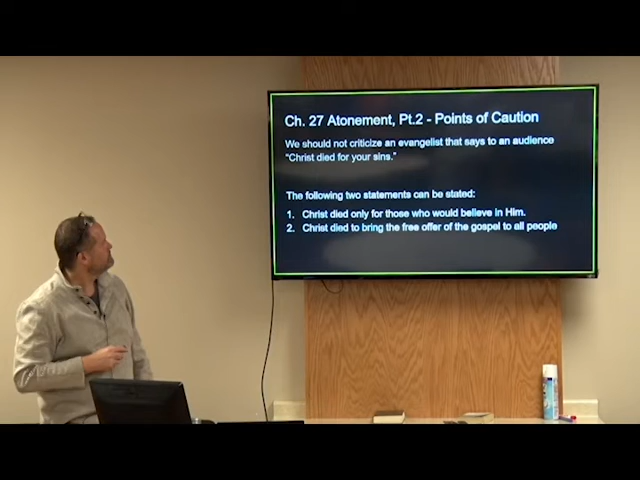 Ch. 27 Atonement, Pt.2 - Points of Caution
We should not criticize an evangelist that says to an audience
“Christ died for your sins.”
The following two statements can be stated:
1. Christ died only for those who would believe in Him.
2. Christ died to bring the free offer of the gospel to all people